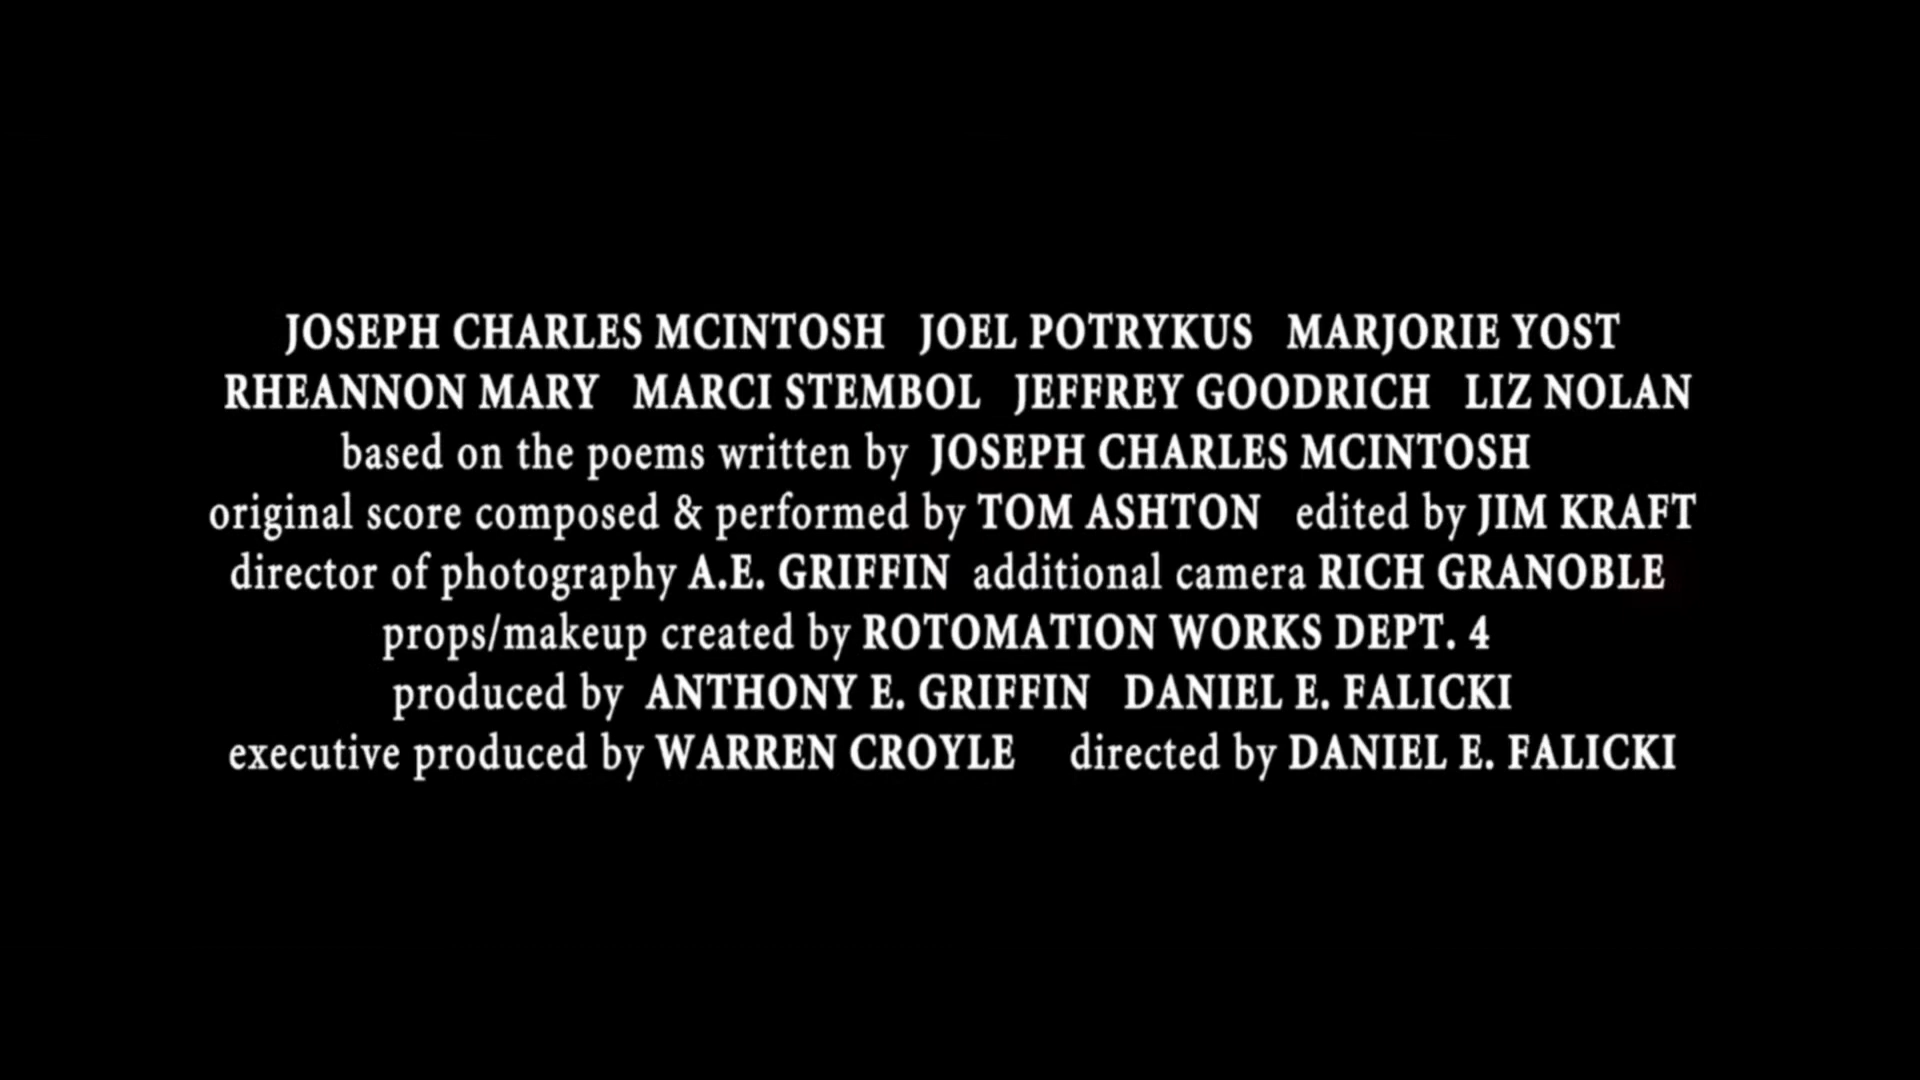 JOSEPH CHARLES MCINTOSH JOEL POTRYKUS MARJORIE YOST
RHEANNON MARY MARCI STEMBOL JEFFREY GOODRICH LIZ NOLAN
based on the poems written by JOSEPH CHARLES MCINTOSH
original score composed & performed by TOM ASHTON edited by JIM KRAFT
director of photography A.E. GRIFFIN additional camera RICH GRANOBLE
props/makeup created by ROTOMATION WORKS DEPT. 4
produced by ANTHONY E. GRIFFIN DANIEL E. FALICKI
executive produced by WARREN CROYLE directed by DANIEL E. FALICKI